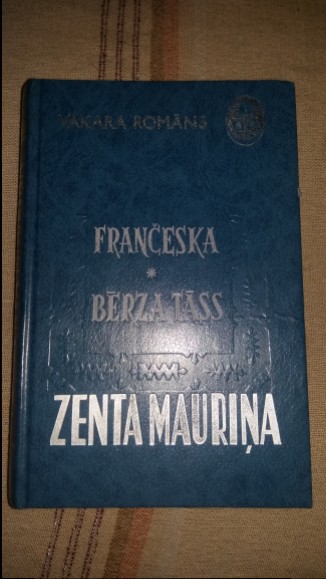 VAKARA ROMĀNS
FRANČESKA
*
BĒRZA TĀSS
ZENTA MAURIŅA